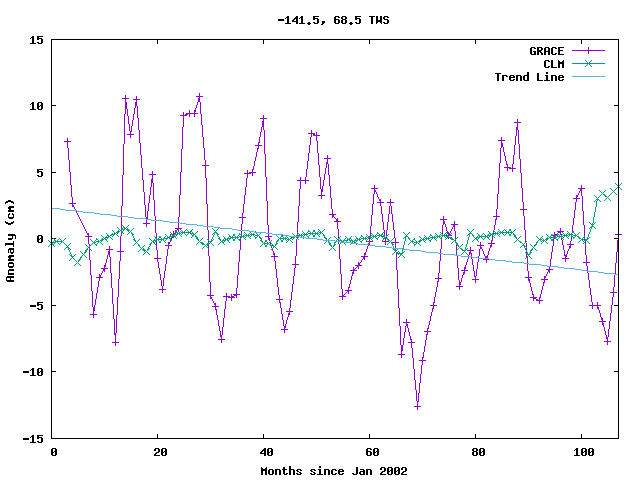 -141.5, 68.5 TWS
GRACE
CLM
Trend Line
Anomaly (cm)
15
10
5
0
-5
-10
-15
0 20 40 60 80 100
Months since Jan 2002